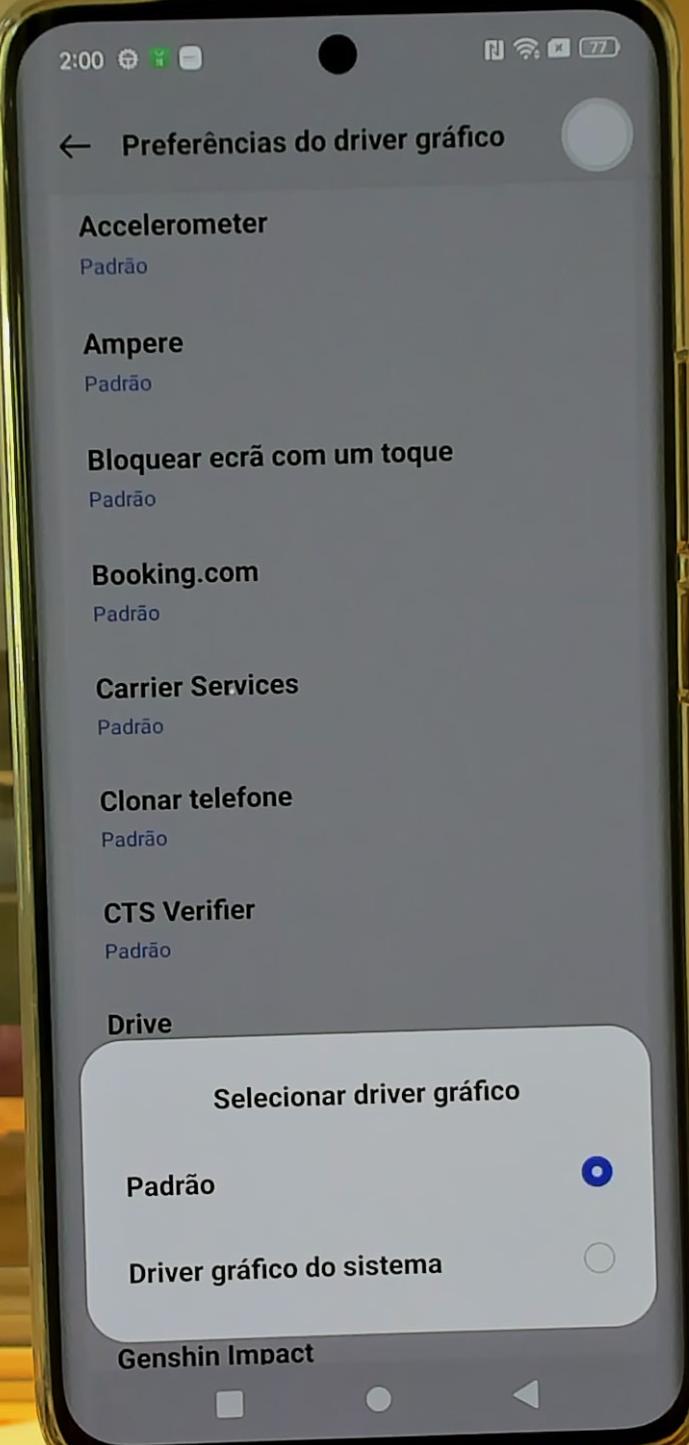 2:00
77
Preferências do driver gráfico
Accelerometer
Padrão
Ampere
Padrão
Bloquear ecrã com um toque
Padrão
Booking.com
Padrão
Carrier Services
Padrão
Clonar telefone
Padrão
CTS Verifier
Padrão
Drive
Selecionar driver gráfico
Padrão
Driver gráfico do sistema
Genshin Impact